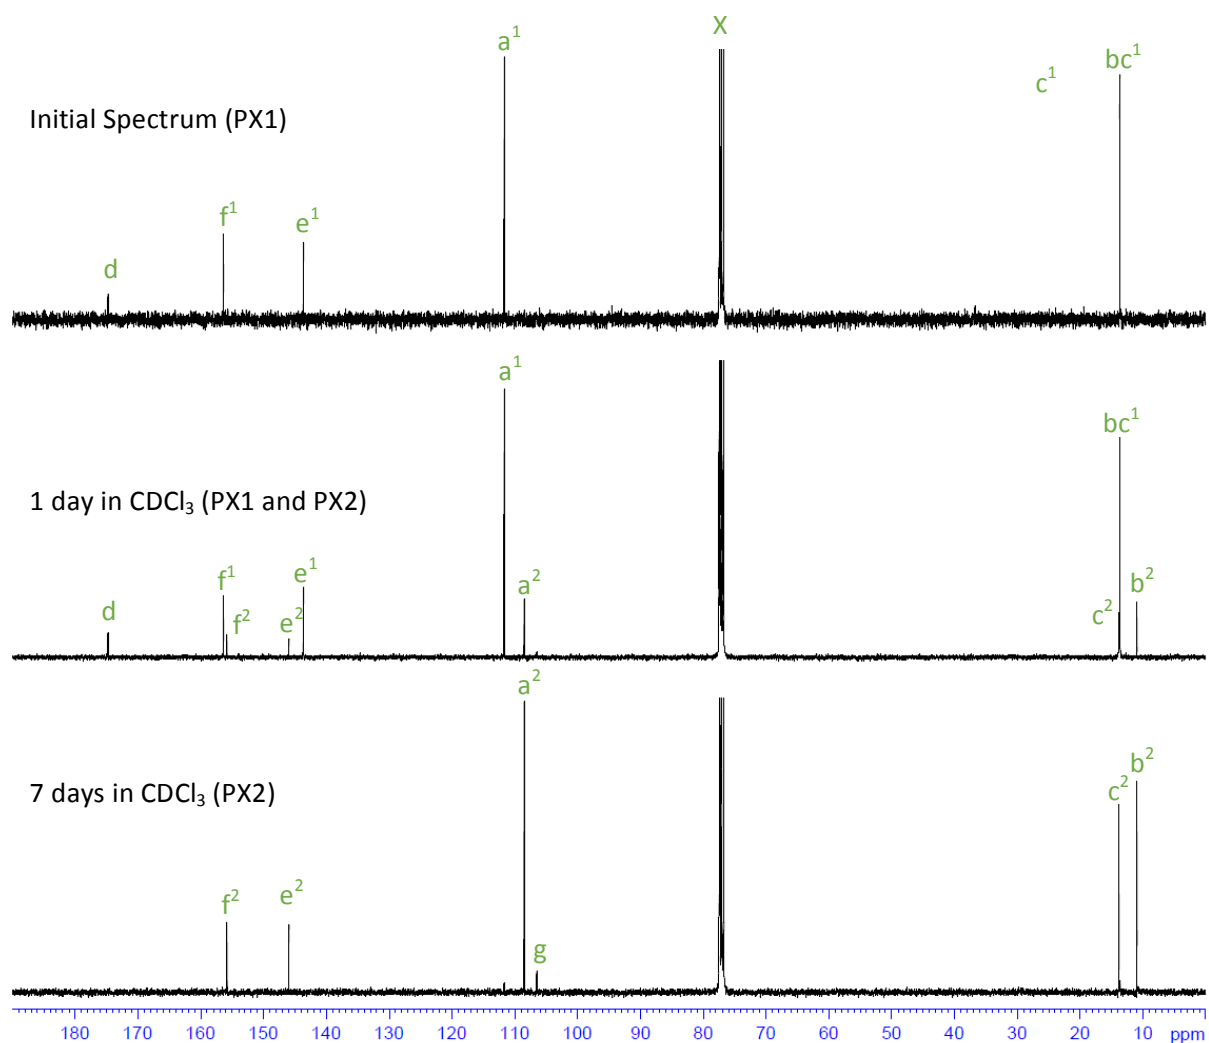 X
a¹
bc¹
c¹
Initial Spectrum (PX1)
f¹
e¹
d
a¹
bc¹
1 day in CDCl₃ (PX1 and PX2)
f¹
e¹
a²
b²
d
f²
e²
c²
a²
b²
7 days in CDCl₃ (PX2)
c²
f²
e²
g
180 170 160 150 140 130 120 110 100 90 80 70 60 50 40 30 20 10 ppm